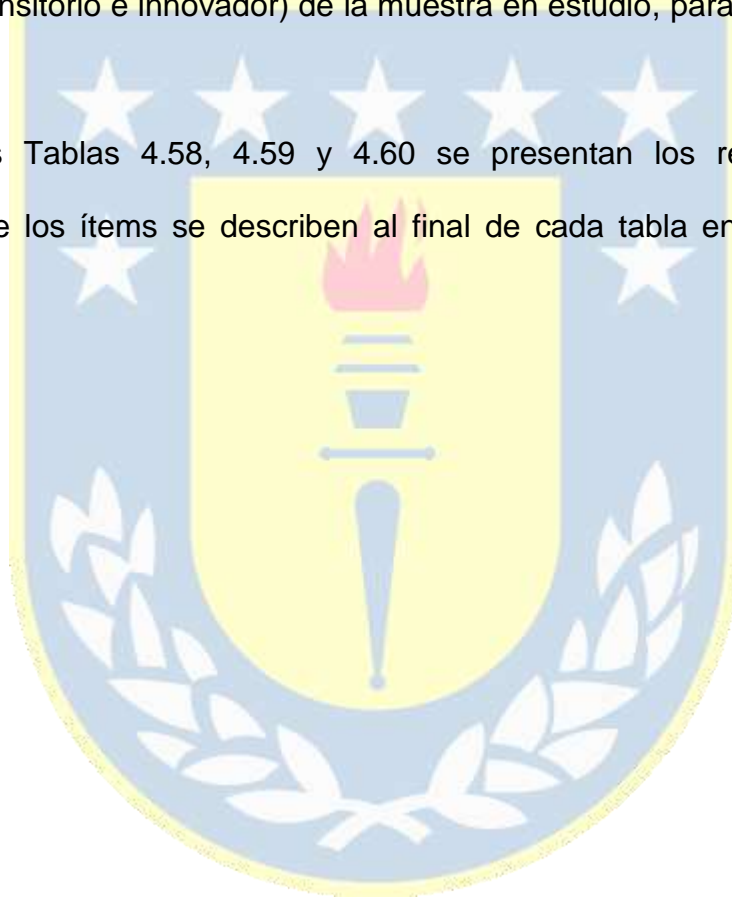 nsitorio e innovador) de la muestra en estudio, para
s Tablas 4.58, 4.59 y 4.60 se presentan los re
e los ítems se describen al final de cada tabla en